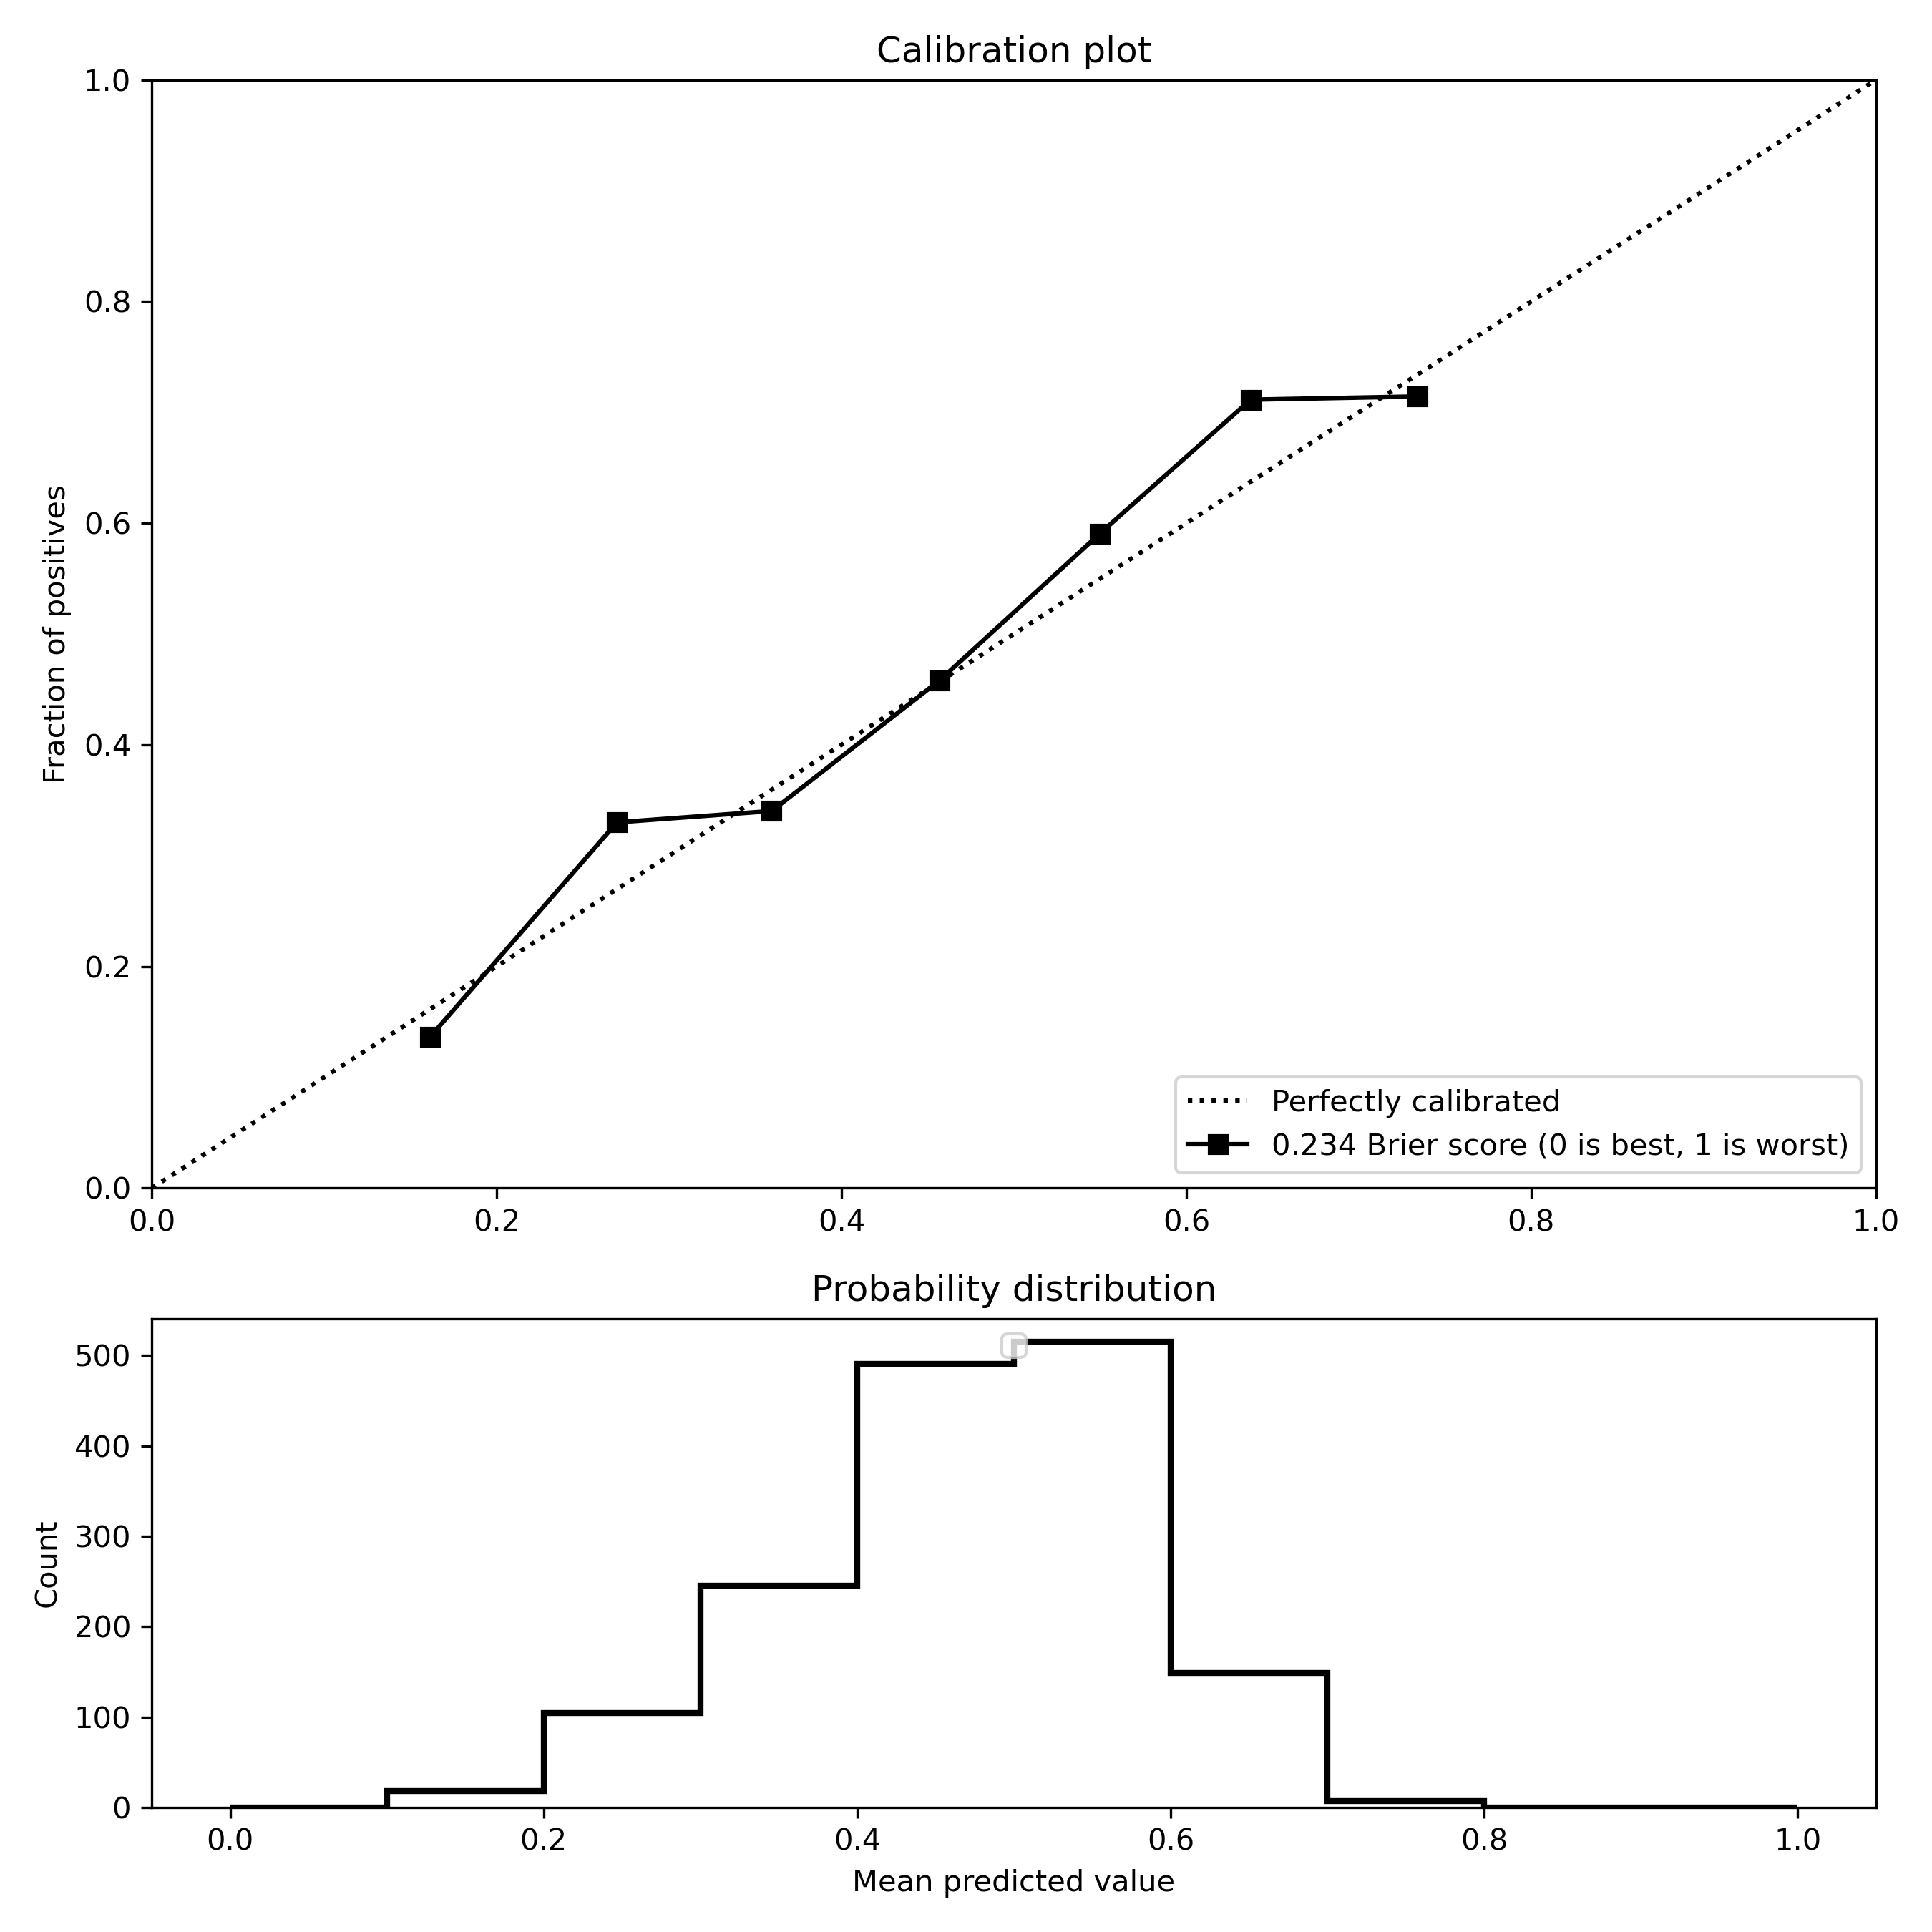 Calibration plot
1.0
0.8
0.6
0.4
0.2
0.0
Fraction of positives
0.0 0.2 0.4 0.6 0.8 1.0
Perfectly calibrated
0.234 Brier score (0 is best, 1 is worst)
Probability distribution
500
400
300
200
100
0
Count
0.0 0.2 0.4 0.6 0.8 1.0
Mean predicted value